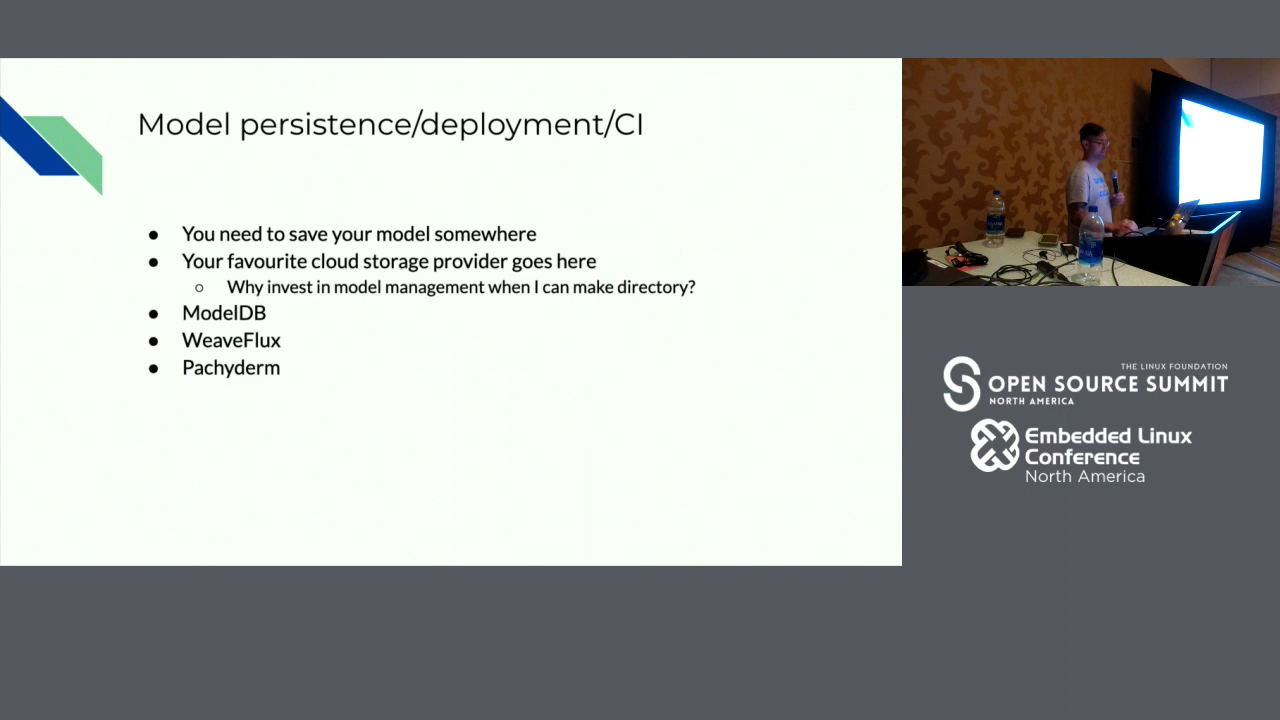 Model persistence/deployment/CI
● You need to save your model somewhere
● Your favourite cloud storage provider goes here
○ Why invest in model management when I can make directory?
● ModelDB
● WeaveFlux
● Pachyderm
THE LINUX FOUNDATION
OPEN SOURCE SUMMIT
NORTH AMERICA
Embedded Linux
Conference
North America